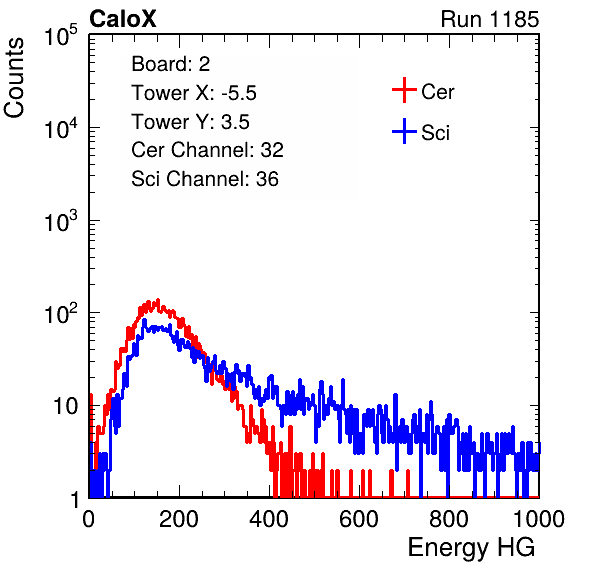 CaloX Run 1185
Counts
Board: 2
Tower X: -5.5
Tower Y: 3.5
Cer Channel: 32
Sci Channel: 36
Cer
Sci
10^5
10^4
10^3
10^2
10
1
0 200 400 600 800 1000
Energy HG